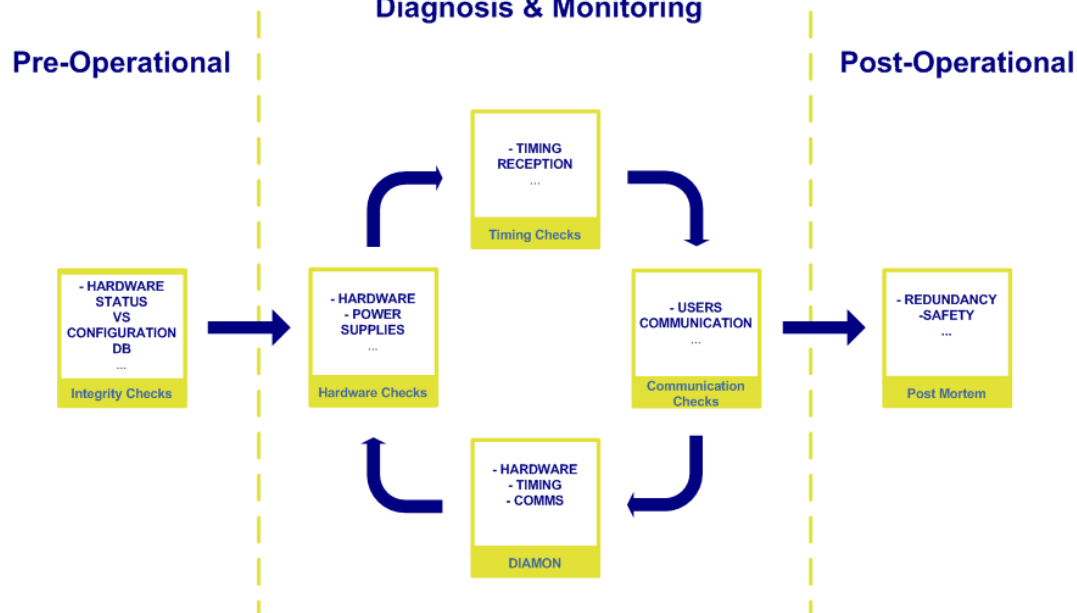 Diagnosis & Monitoring
Pre-Operational
Post-Operational
- TIMING
RECEPTION
...
Timing Checks
- HARDWARE
STATUS
VS
CONFIGURATION
DB
...
Integrity Checks
- HARDWARE
- POWER
SUPPLIES
...
Hardware Checks
- USERS
COMMUNICATION
...
Communication
Checks
- REDUNDANCY
-SAFETY
...
Post Mortem
- HARDWARE
- TIMING
- COMMS
DIAMON